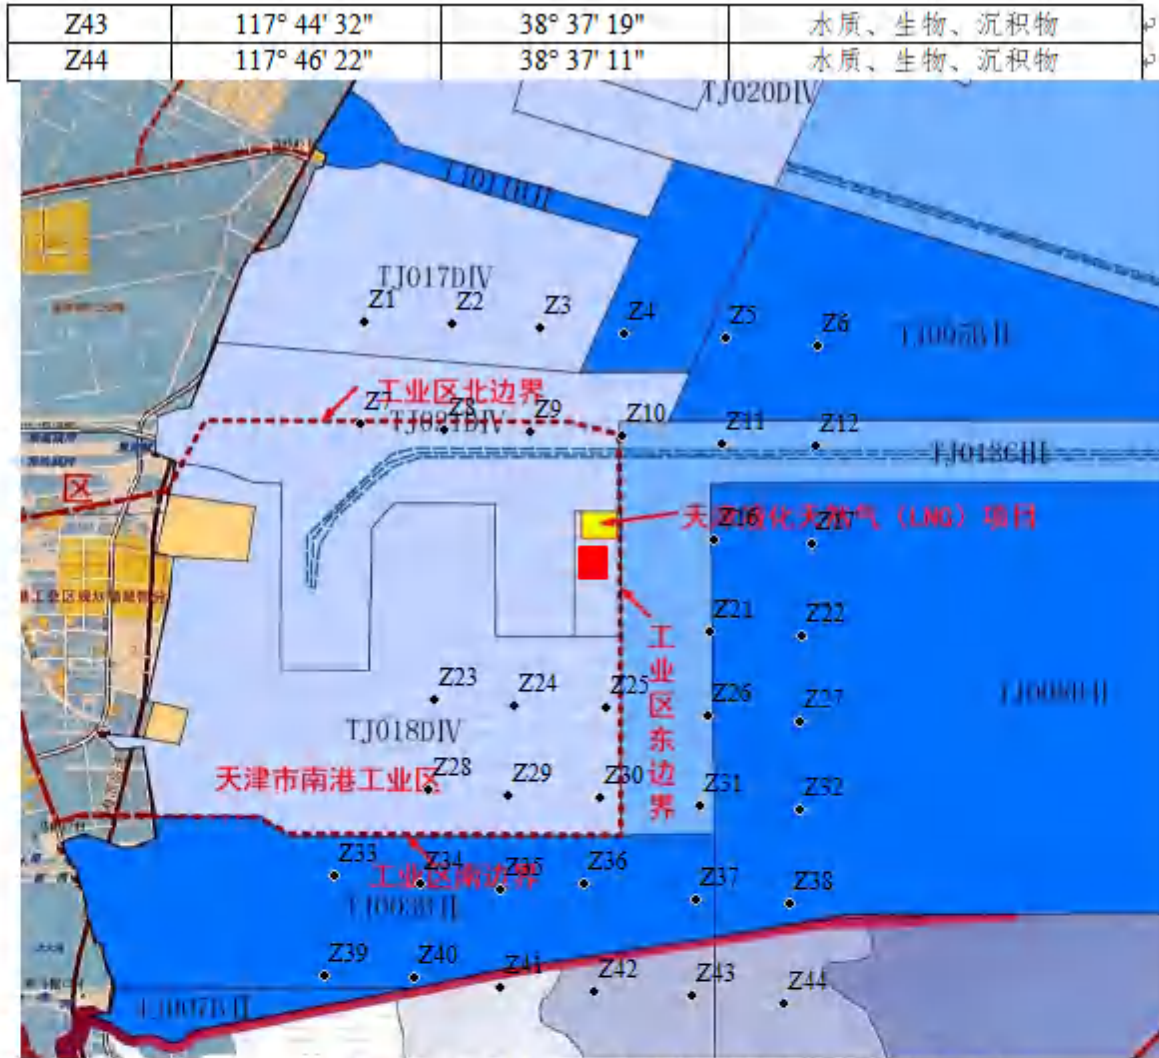 Z43 117° 44' 32" 38° 37' 19" 水质、生物、沉积物
Z44 117° 46' 22" 38° 37' 11" 水质、生物、沉积物
TJ020DIV
TJ017DIV
Z1 Z2 Z3 Z4 Z5 Z6
工业区北边界
Z7 Z8 Z9 Z10 Z11 Z12
TJ021DIV
TJ018CIII
区
天津液化天然气（LNG）项目
Z16 Z17
Z21 Z22
工业区东边界
Z23 Z24 Z25 Z26 Z27
TJ018DIV
天津市南港工业区
Z28 Z29 Z30 Z31 Z32
Z33 Z34 Z35 Z36 Z37 Z38
工业区南边界
Z39 Z40 Z41 Z42 Z43 Z44